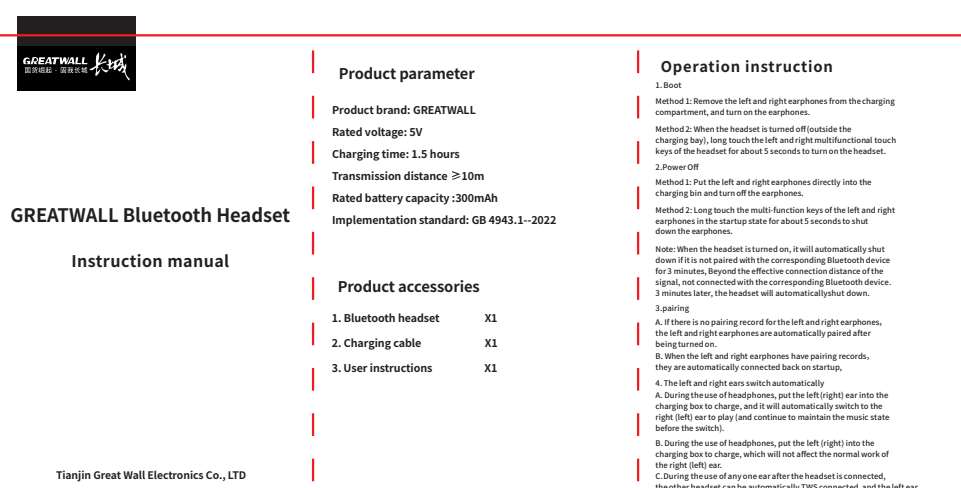 GREATWALL 长城
国货崛起 · 固我长城
GREATWALL Bluetooth Headset
Instruction manual
Tianjin Great Wall Electronics Co., LTD
Product parameter
Product brand: GREATWALL
Rated voltage: 5V
Charging time: 1.5 hours
Transmission distance ≥10m
Rated battery capacity :300mAh
Implementation standard: GB 4943.1--2022
Product accessories
1. Bluetooth headset X1
2. Charging cable X1
3. User instructions X1
Operation instruction
1. Boot
Method 1: Remove the left and right earphones from the charging
compartment, and turn on the earphones.
Method 2: When the headset is turned off (outside the
charging bay), long touch the left and right multifunctional touch
keys of the headset for about 5 seconds to turn on the headset.
2.Power Off
Method 1: Put the left and right earphones directly into the
charging bin and turn off the earphones.
Method 2: Long touch the multi-function keys of the left and right
earphones in the startup state for about 5 seconds to shut
down the earphones.
Note: When the headset is turned on, it will automatically shut
down if it is not paired with the corresponding Bluetooth device
for 3 minutes, Beyond the effective connection distance of the
signal, not connected with the corresponding Bluetooth device.
3 minutes later, the headset will automaticallyshut down.
3.pairing
A. If there is no pairing record for the left and right earphones,
the left and right earphones are automatically paired after
being turned on.
B. When the left and right earphones have pairing records,
they are automatically connected back on startup,
4. The left and right ears switch automatically
A. During the use of headphones, put the left (right) ear into the
charging box to charge, and it will automatically switch to the
right (left) ear to play (and continue to maintain the music state
before the switch).
B. During the use of headphones, put the left (right) into the
charging box to charge, which will not affect the normal work of
the right (left) ear.
C.During the use of any one ear after the headset is connected,
the other headset can be automatically TWS connected, and the left ear